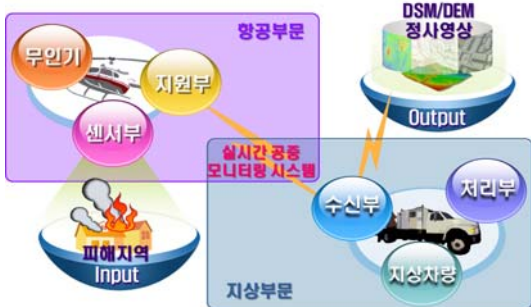 항공부문
무인기
지원부
센서부
피해지역
Input
실시간 공중
모니터링 시스템
DSM/DEM
정사영상
Output
수신부
처리부
지상차량
지상부문